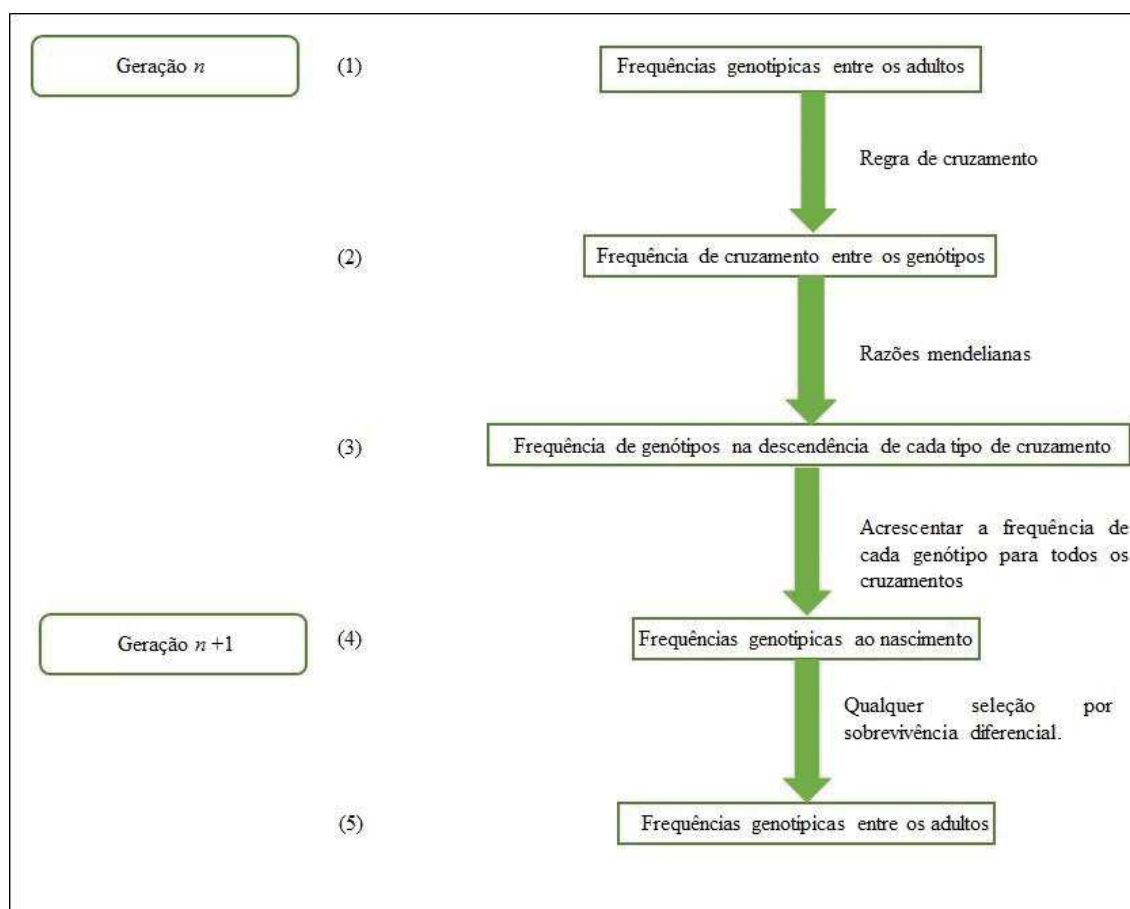 Geração n (1) Frequências genotípicas entre os adultos
Regra de cruzamento
(2) Frequência de cruzamento entre os genótipos
Razões mendelianas
(3) Frequência de genótipos na descendência de cada tipo de cruzamento
Acrescentar a frequência de
cada genótipo para todos os
cruzamentos
Geração n +1 (4) Frequências genotípicas ao nascimento
Qualquer seleção por
sobrevivência diferencial.
(5) Frequências genotípicas entre os adultos